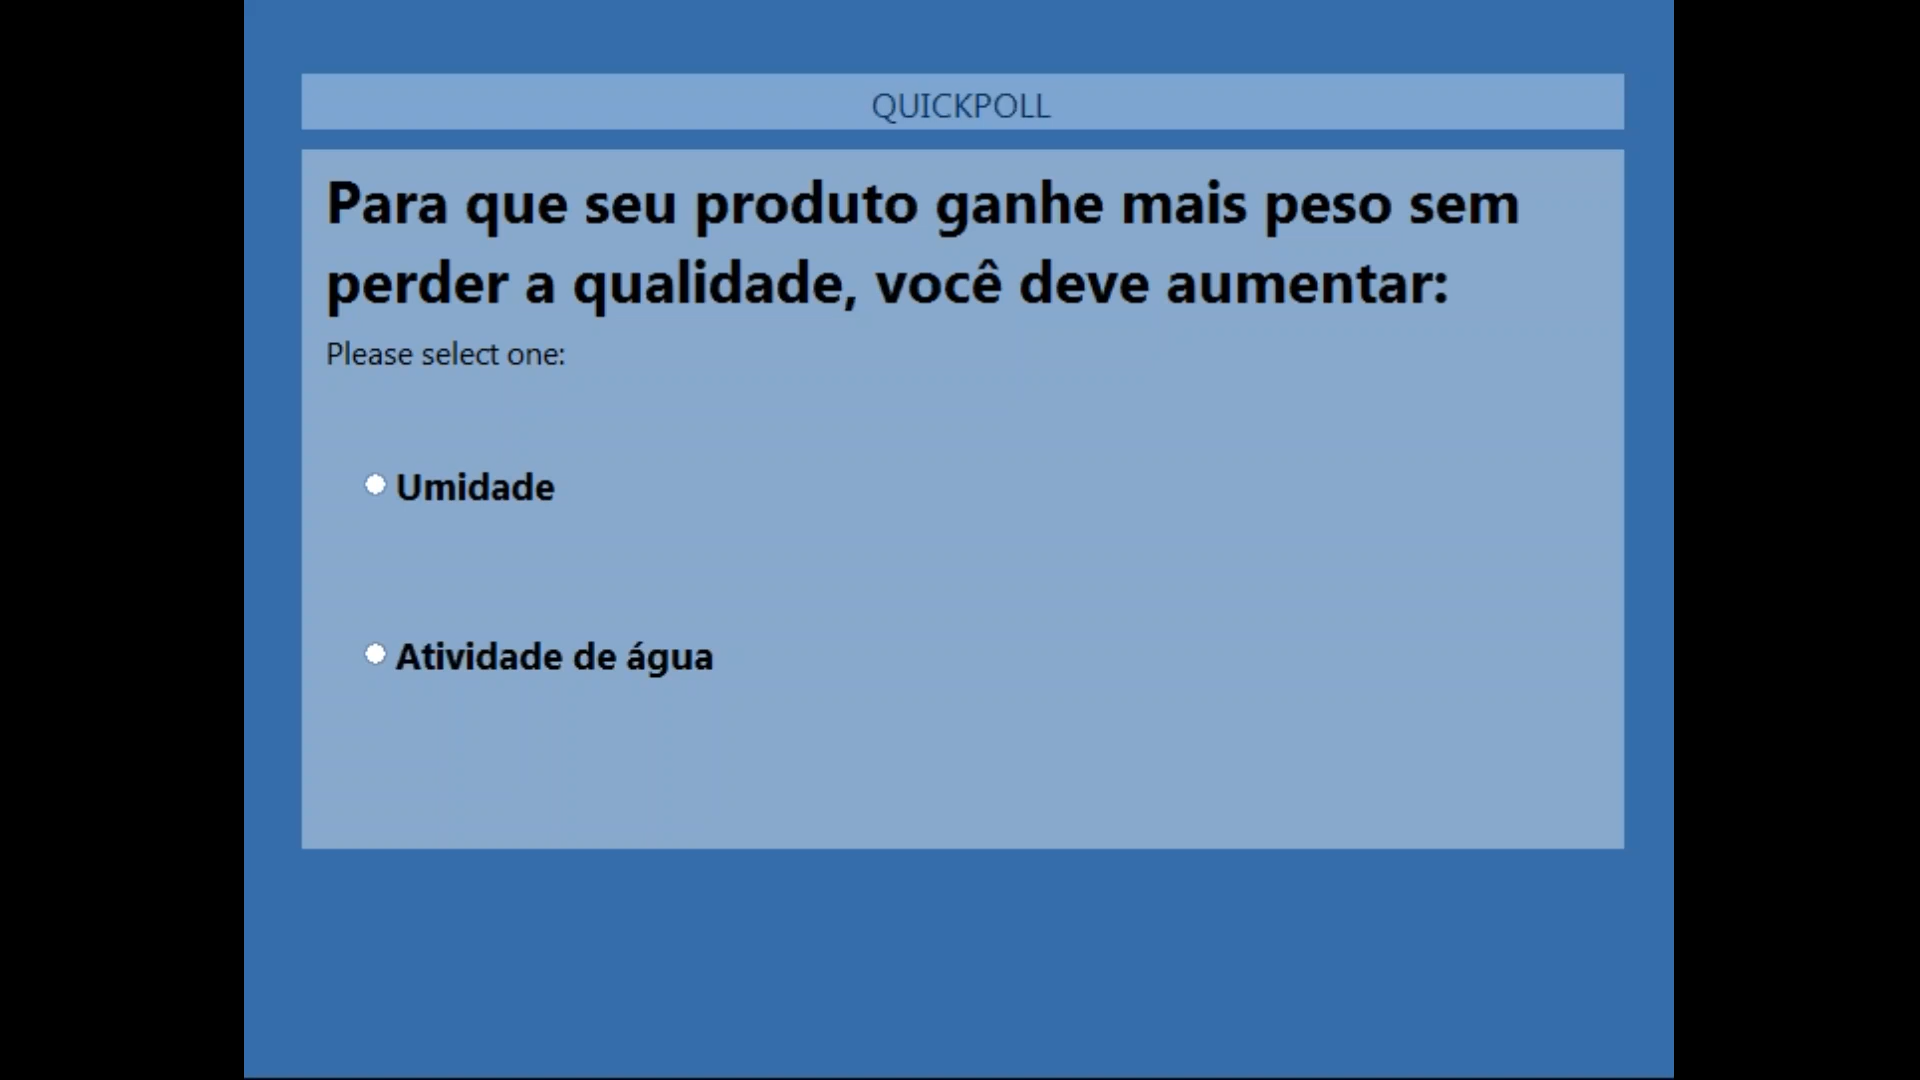 QUICKPOLL
Para que seu produto ganhe mais peso sem
perder a qualidade, você deve aumentar:
Please select one:
Umidade
Atividade de água